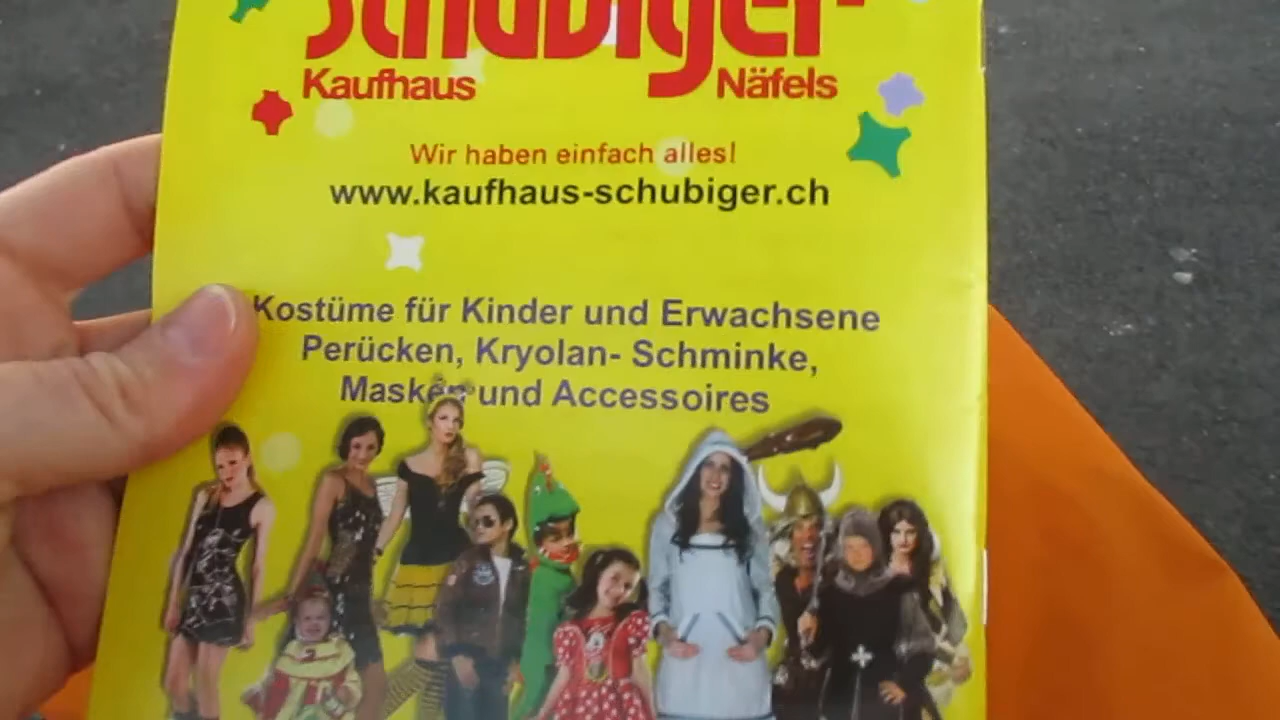 Schubiger
Kaufhaus Näfels
Wir haben einfach alles!
www.kaufhaus-schubiger.ch
Kostüme für Kinder und Erwachsene
Perücken, Kryolan- Schminke,
Masken und Accessoires